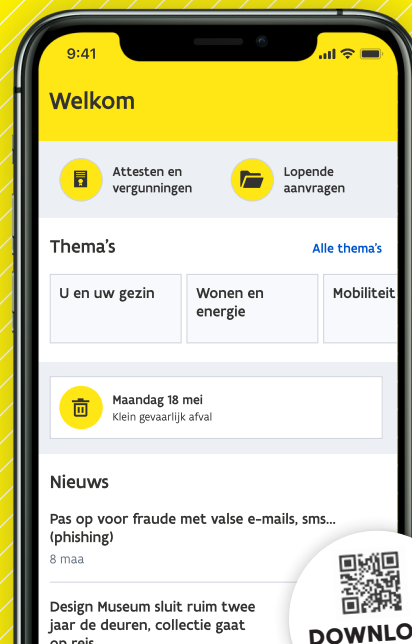 9:41
Welkom
Attesten en
vergunningen
Lopende
aanvragen
Thema's
Alle thema's
U en uw gezin
Wonen en
energie
Mobiliteit
Maandag 18 mei
Klein gevaarlijk afval
Nieuws
Pas op voor fraude met valse e-mails, sms...
(phishing)
8 maa
Design Museum sluit ruim twee
jaar de deuren, collectie gaat
op reis
DOWNLO